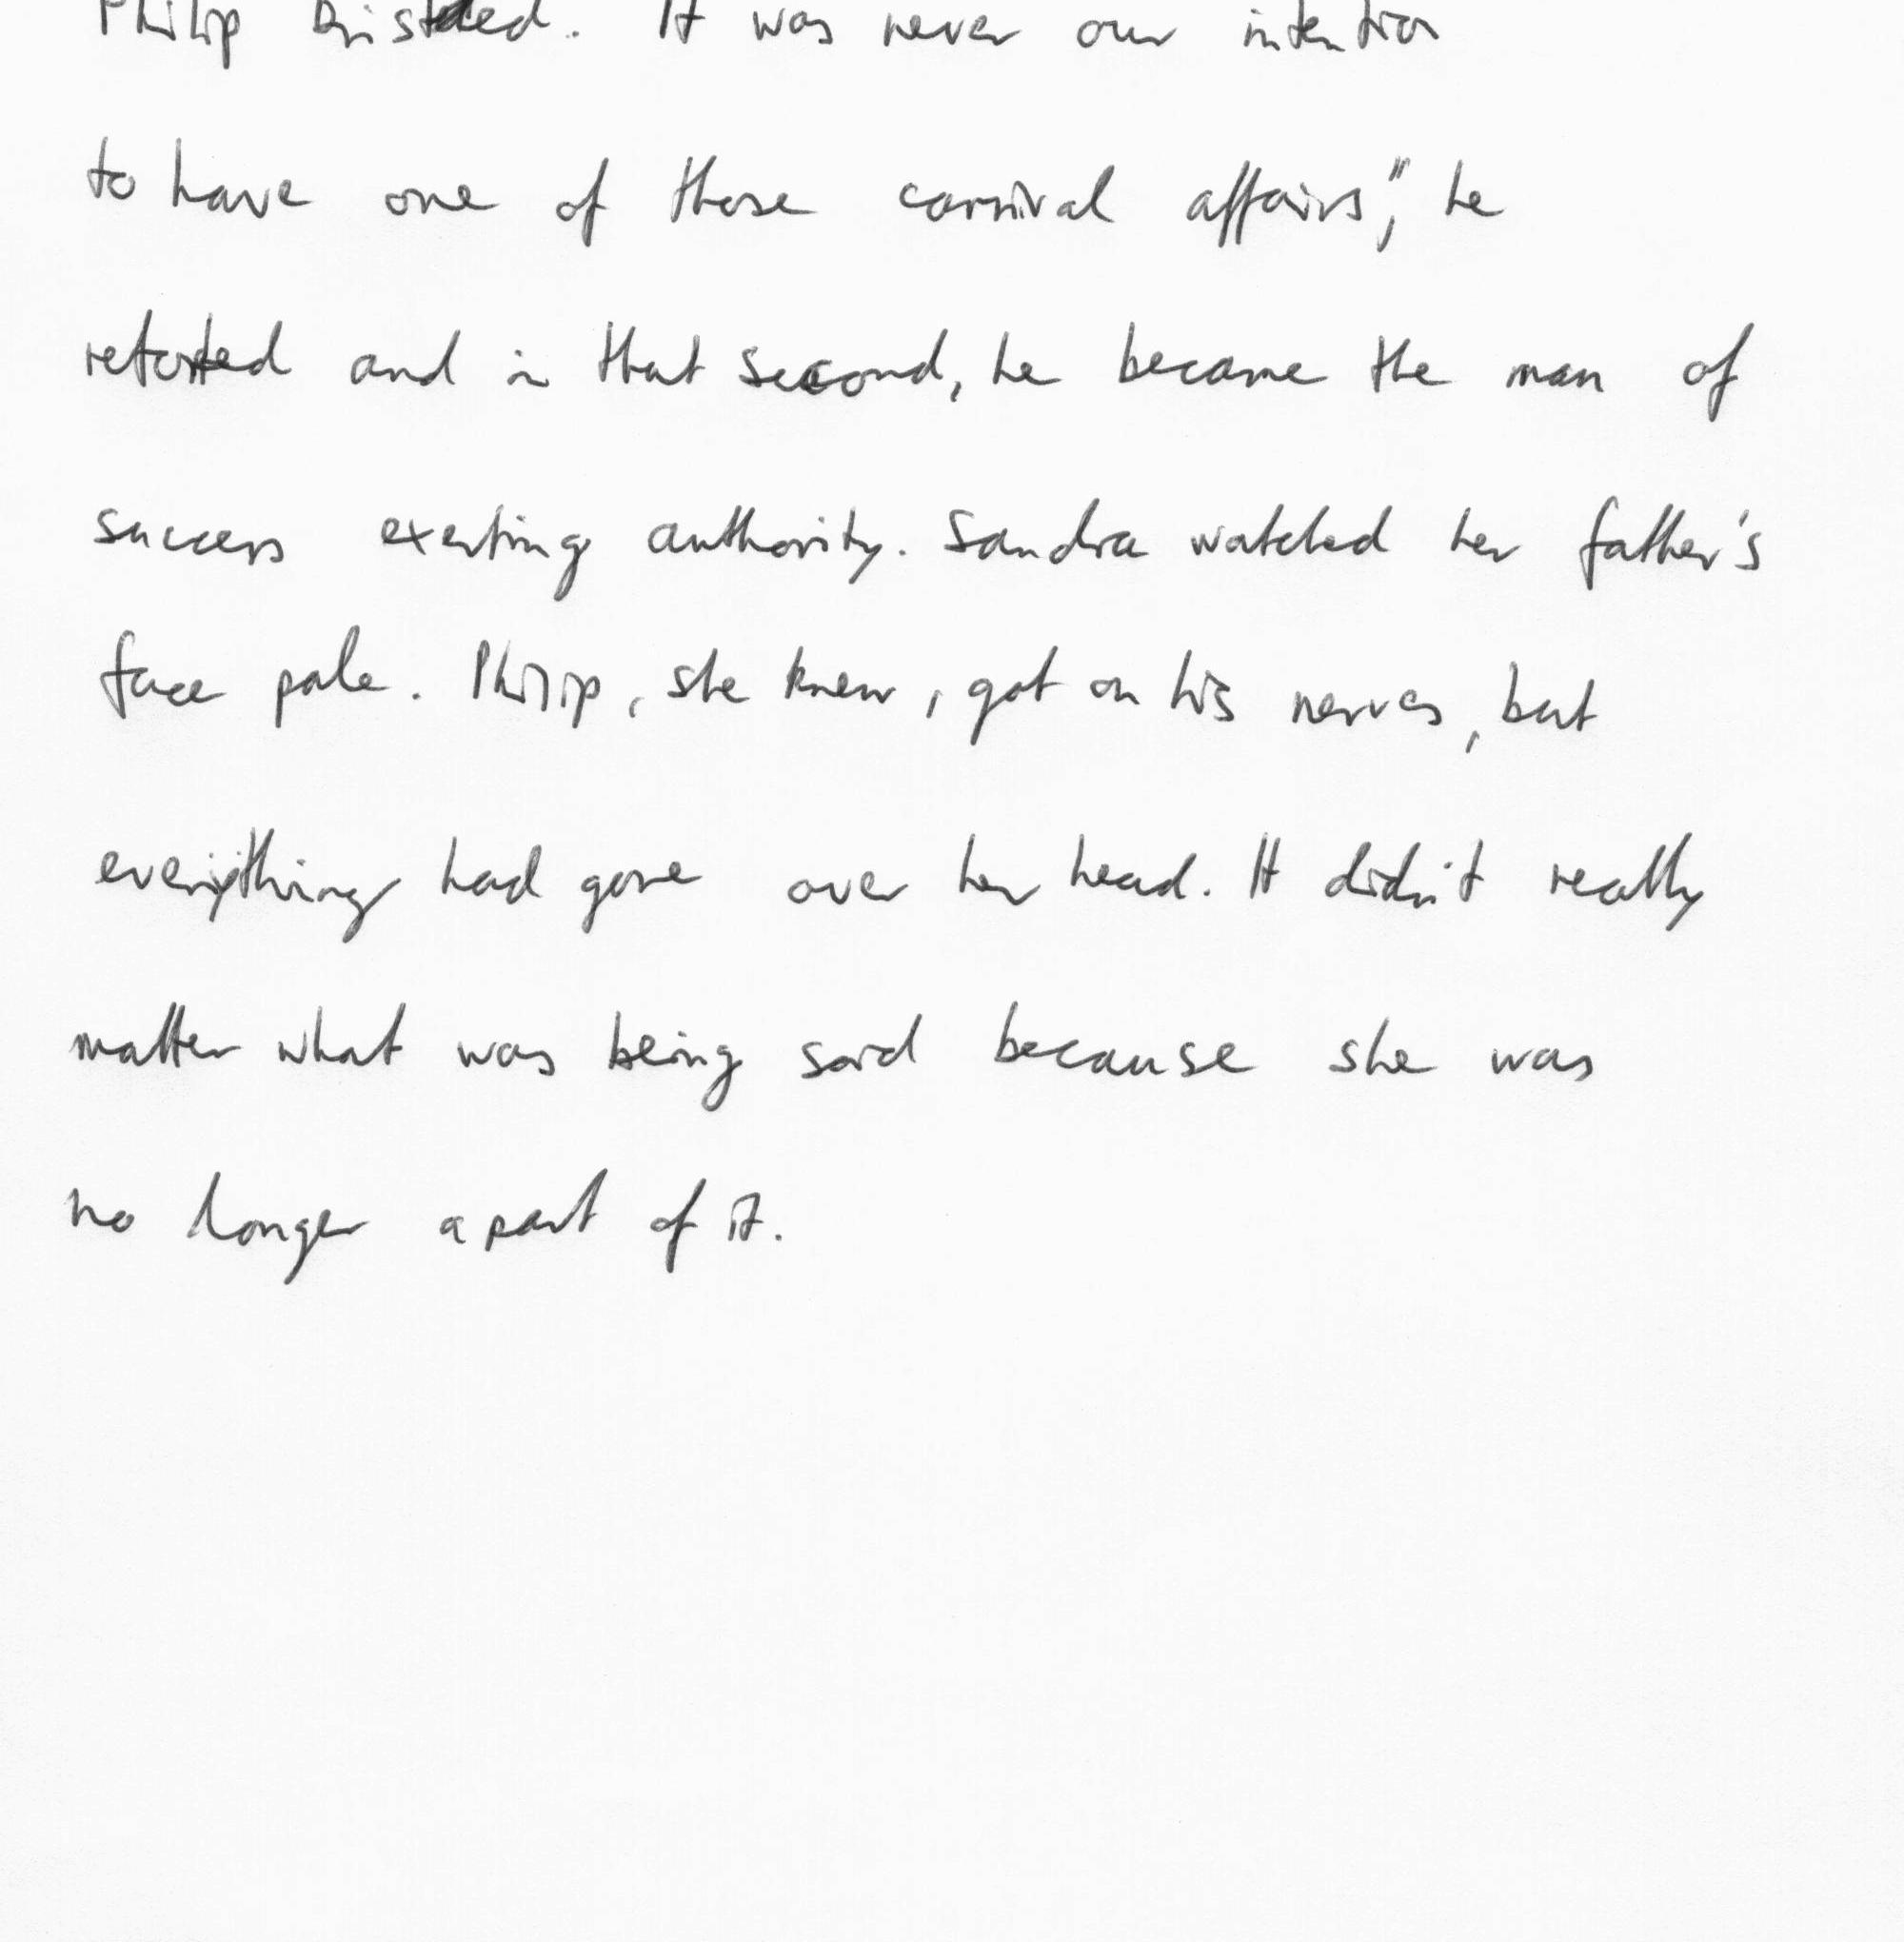 Philip bristled. It was never our intention
to have one of those carnival affairs", he
retorted and in that second, he became the man of
success exerting authority. Sandra watched her father's
face pale. Philip, she knew, got on his nerves, but
everything had gone over her head. It didn't really
matter what was being said because she was
no longer a part of it.